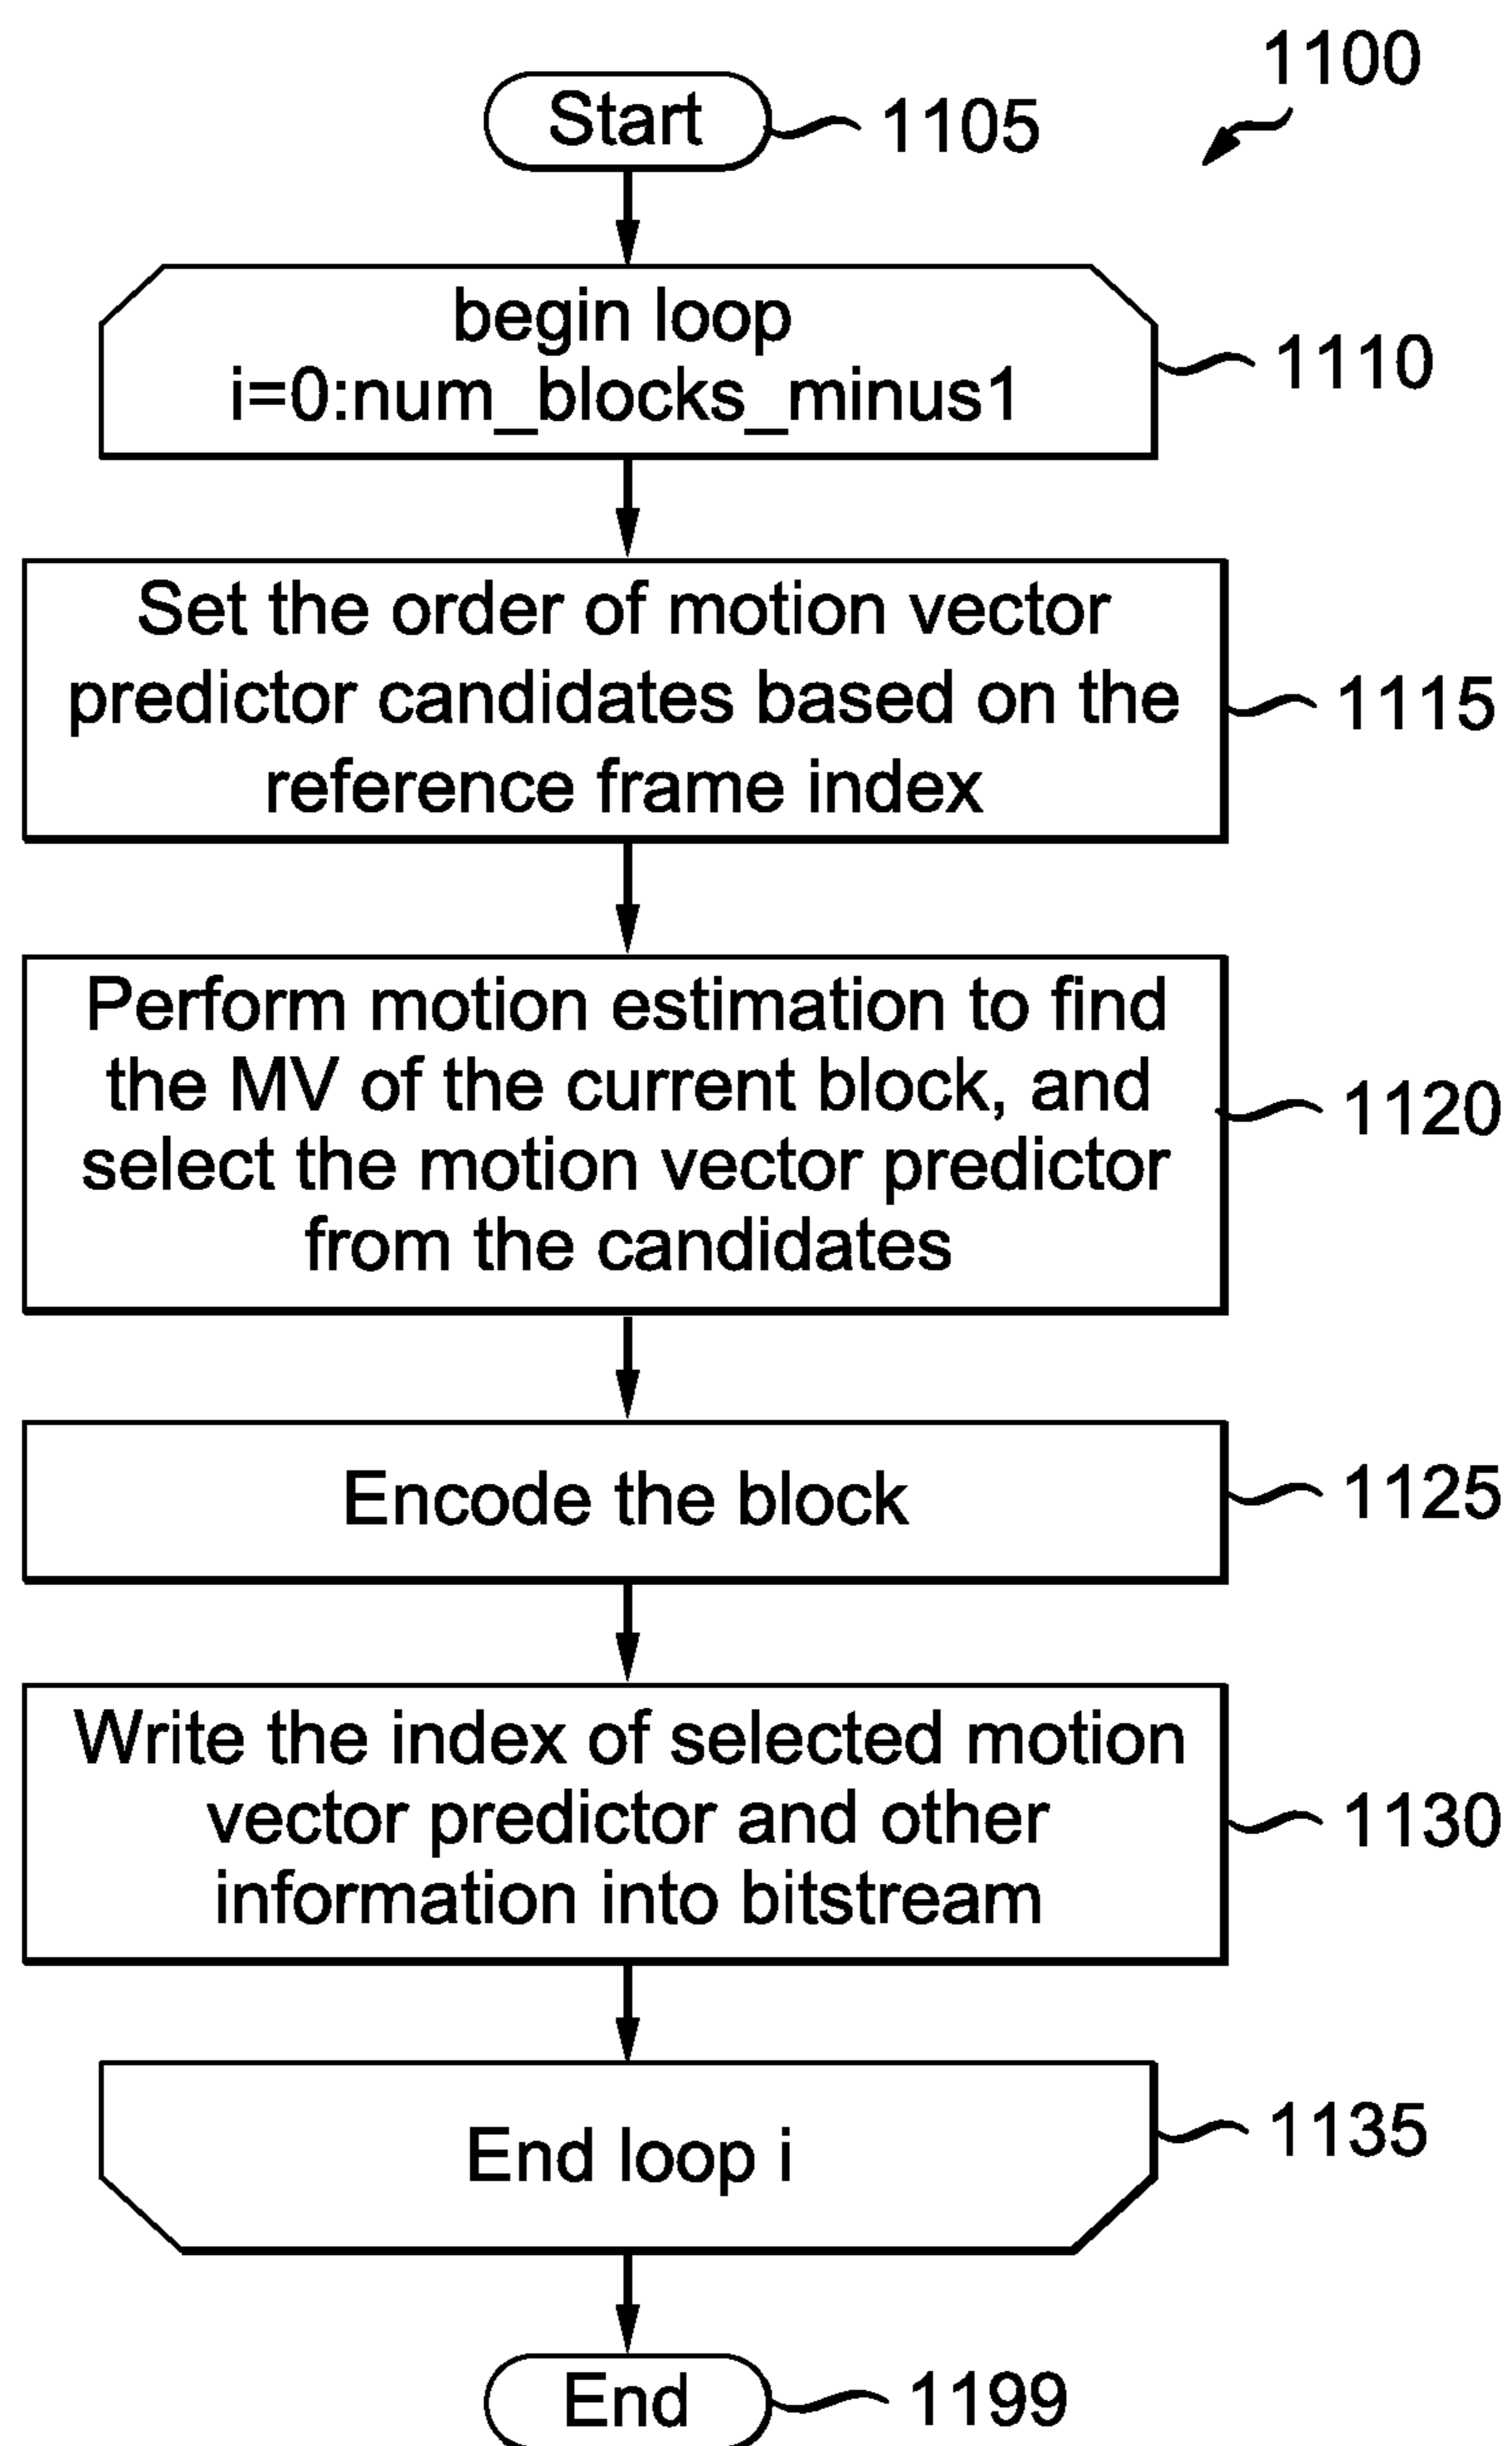 1100
Start
1105
begin loop
i=0:num_blocks_minus1
1110
Set the order of motion vector
predictor candidates based on the
reference frame index
1115
Perform motion estimation to find
the MV of the current block, and
select the motion vector predictor
from the candidates
1120
Encode the block
1125
Write the index of selected motion
vector predictor and other
information into bitstream
1130
End loop i
1135
End
1199